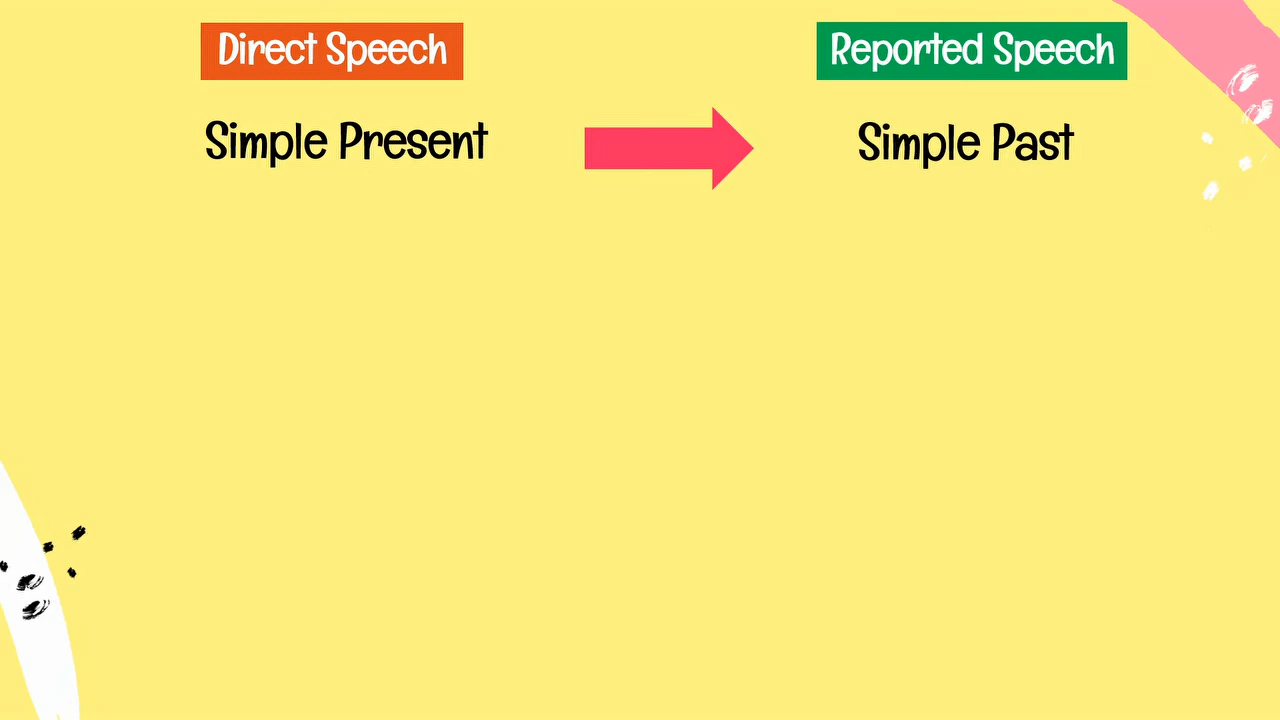 Direct Speech
Reported Speech
Simple Present
Simple Past